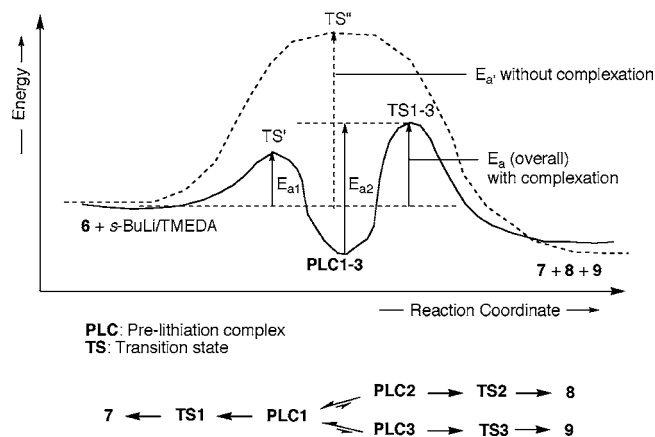 TS"
Energy
Ea' without complexation
TS1-3
TS'
Ea1
Ea2
Ea (overall)
with complexation
6 + s-BuLi/TMEDA
PLC1-3
7 + 8 + 9
Reaction Coordinate
PLC: Pre-lithiation complex
TS: Transition state
PLC2 → TS2 → 8
7 ← TS1 ← PLC1
PLC3 → TS3 → 9